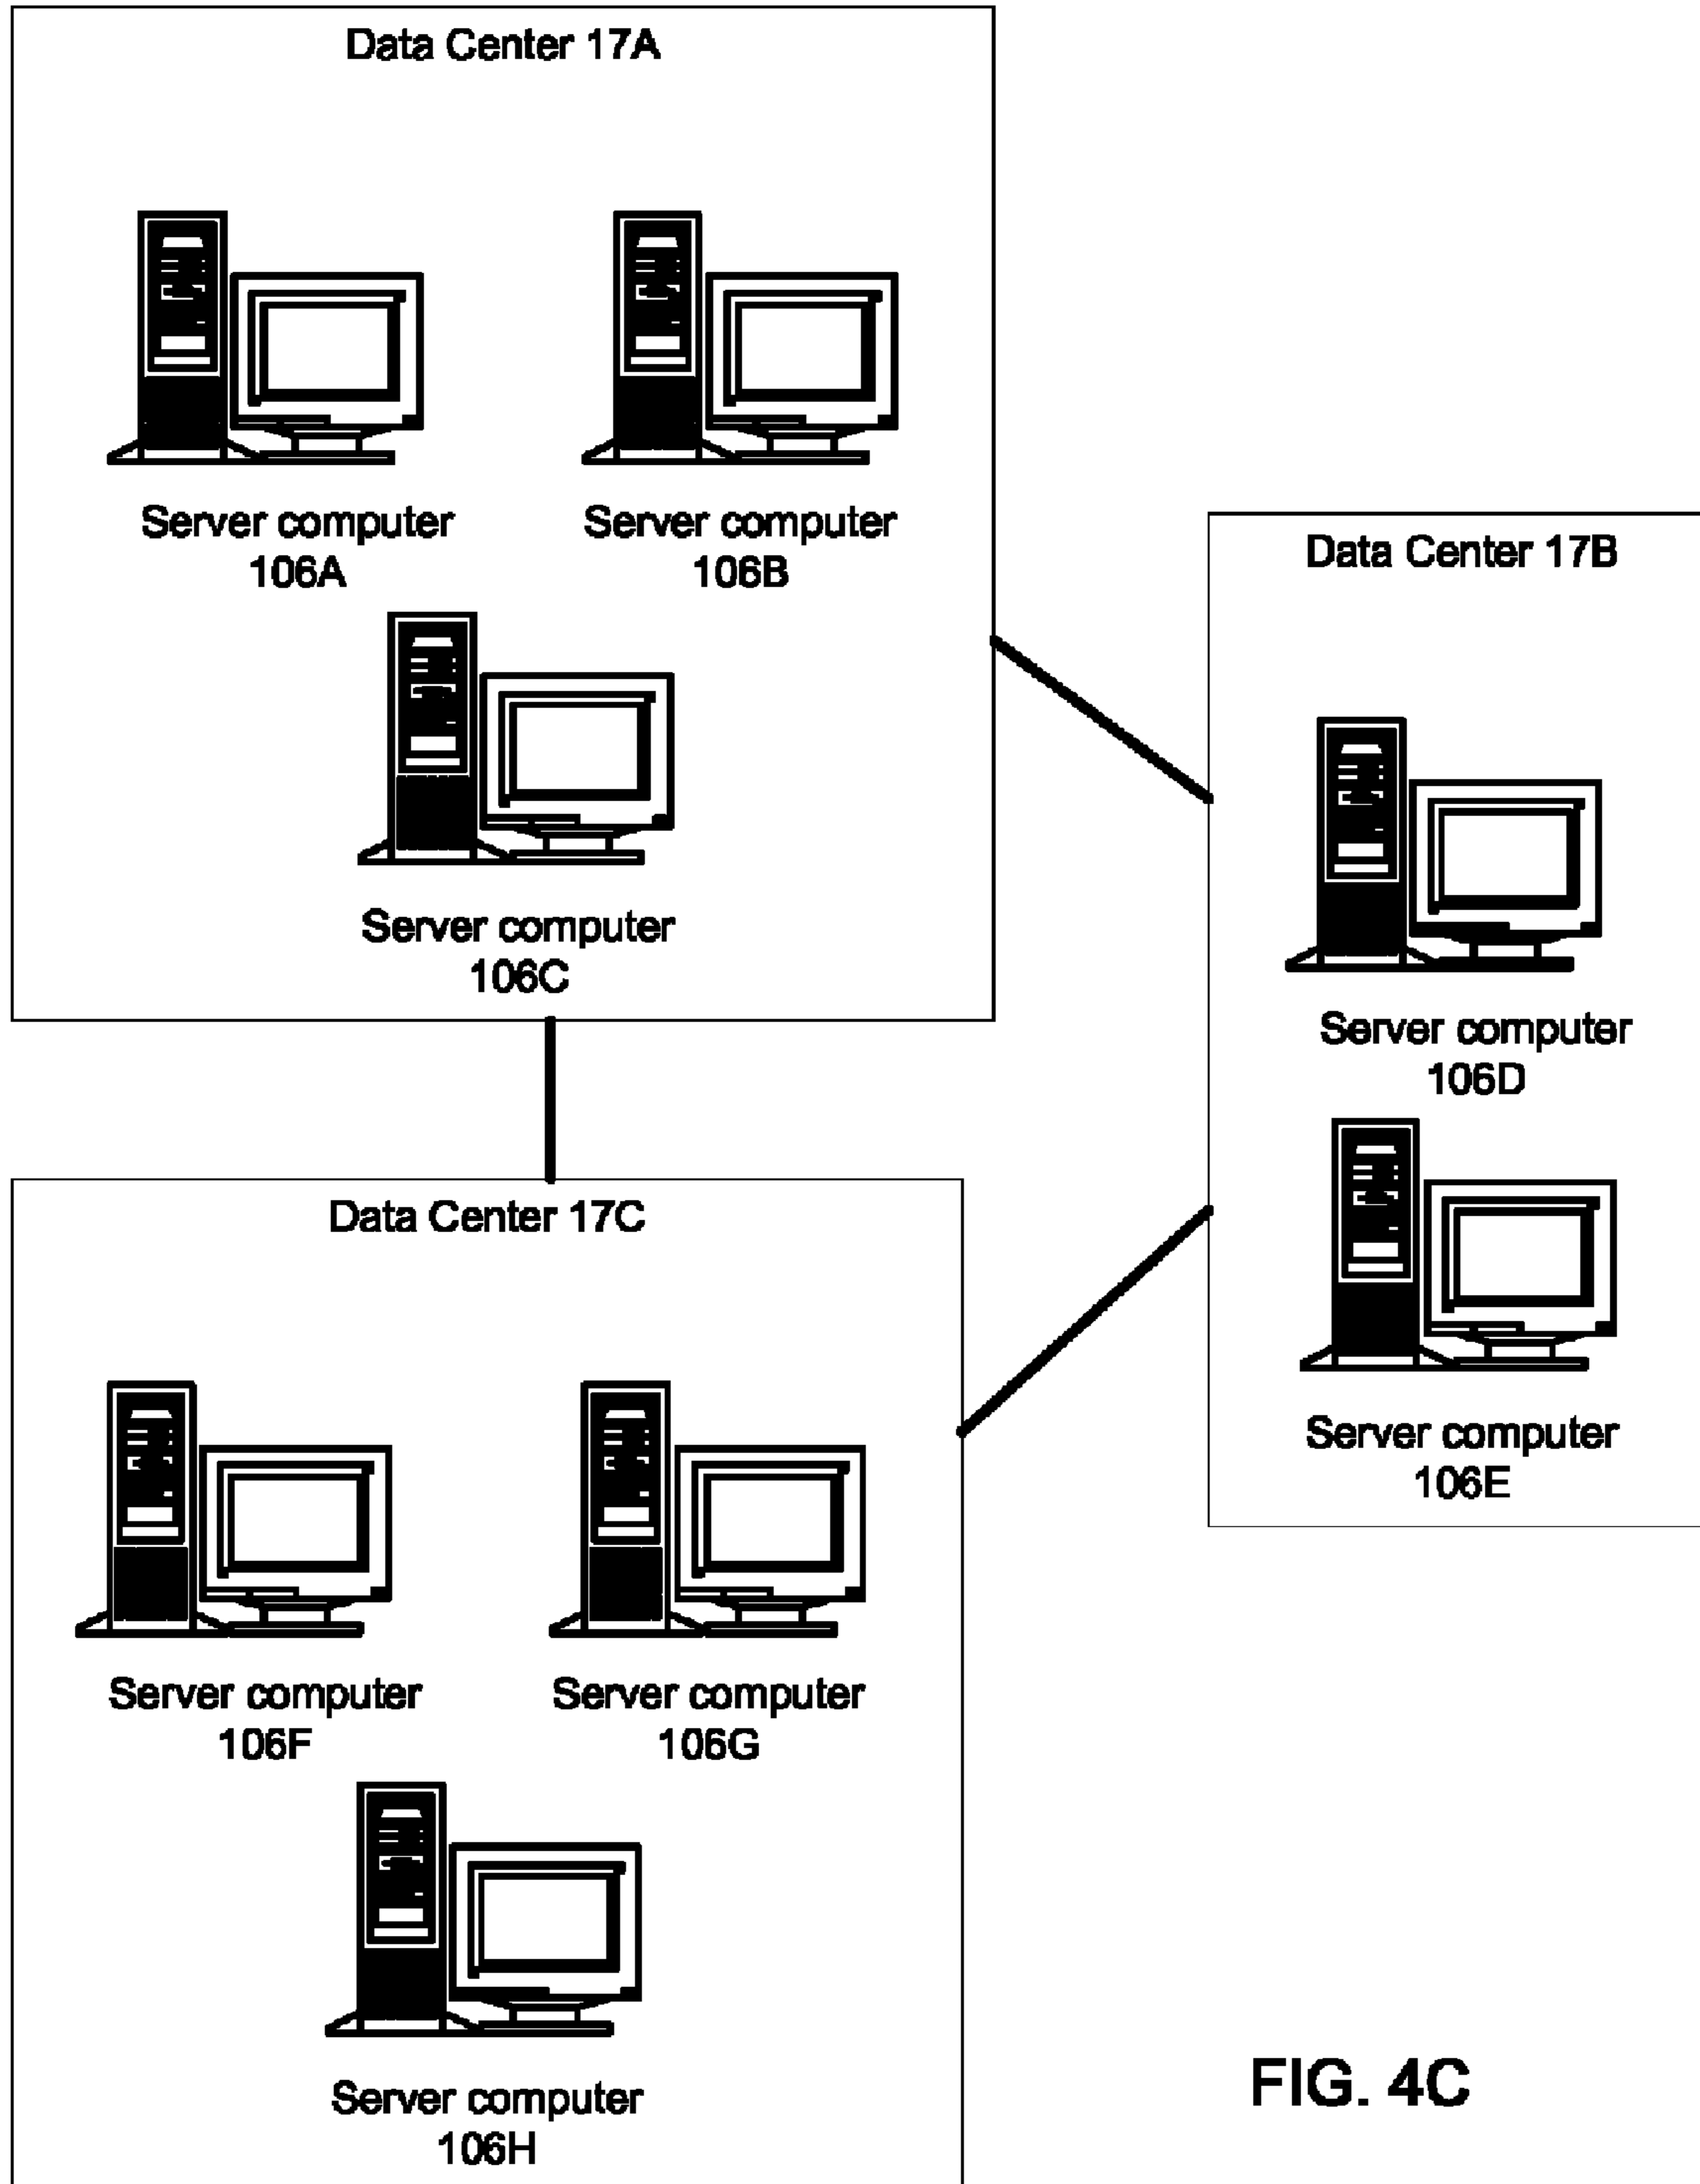 Data Center 17A
Server computer
106A
Server computer
106B
Server computer
106C
Data Center 17B
Server computer
106D
Server computer
106E
Data Center 17C
Server computer
106F
Server computer
106G
Server computer
106H
FIG. 4C